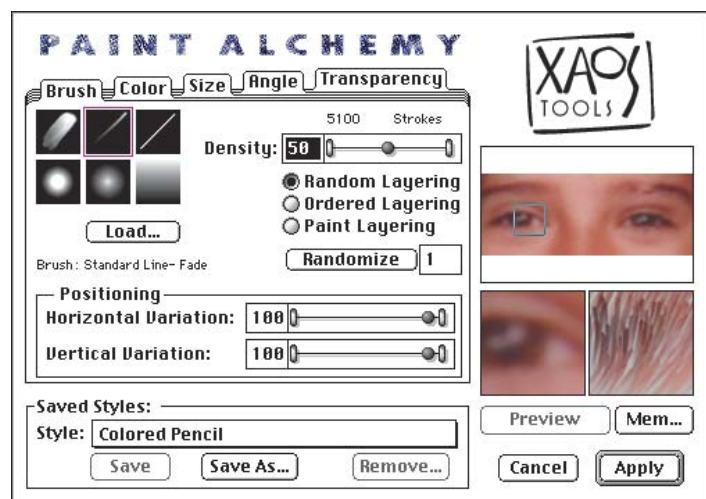 PAINT ALCHEMY
XAOS
TOOLS
Brush
Color
Size
Angle
Transparency
5100 Strokes
Density: 50
Random Layering
Ordered Layering
Paint Layering
Load...
Randomize 1
Brush: Standard Line- Fade
Positioning
Horizontal Variation: 100
Vertical Variation: 100
Saved Styles:
Style: Colored Pencil
Save
Save As...
Remove...
Preview
Mem...
Cancel
Apply